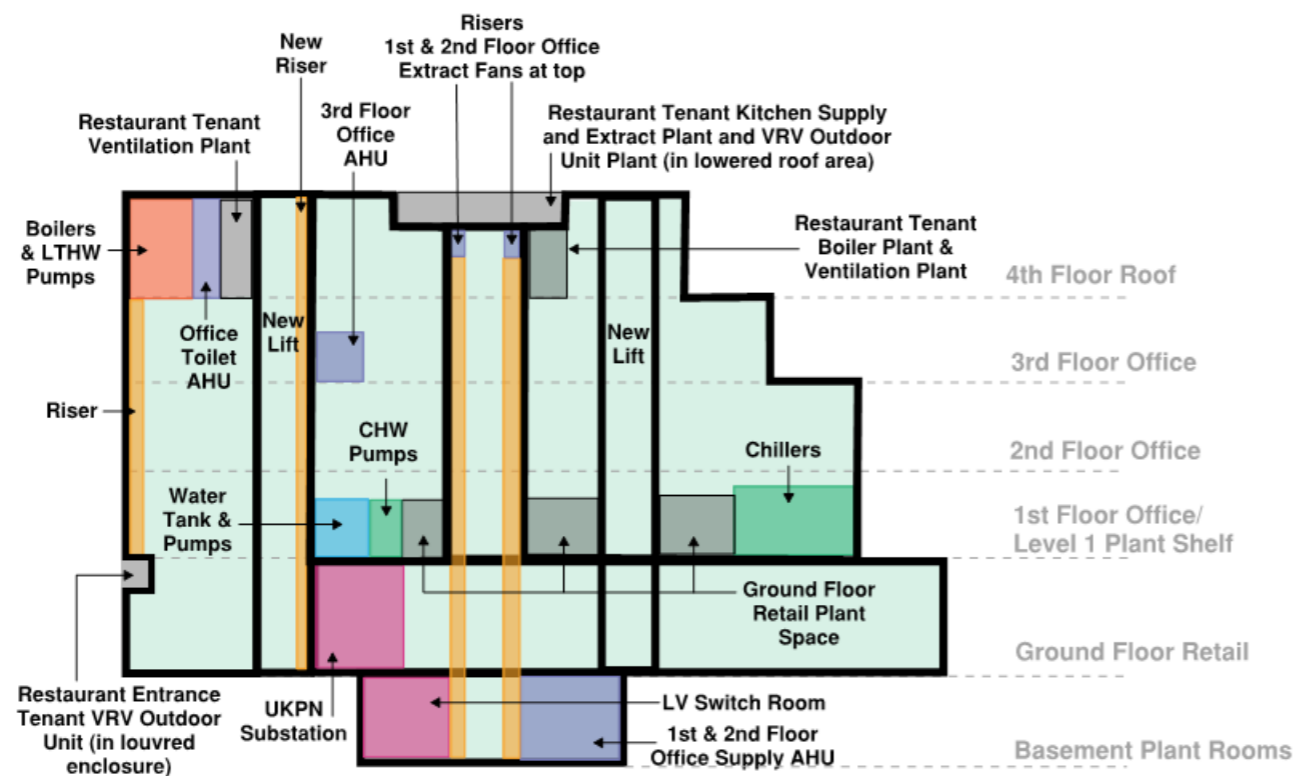 Risers
1st & 2nd Floor Office
Extract Fans at top
New
Riser
3rd Floor
Office
AHU
Restaurant Tenant Kitchen Supply
and Extract Plant and VRV Outdoor
Unit Plant (in lowered roof area)
Restaurant Tenant
Ventilation Plant
Boilers
& LTHW
Pumps
Restaurant Tenant
Boiler Plant &
Ventilation Plant
4th Floor Roof
Office
Toilet
AHU
New
Lift
New
Lift
3rd Floor Office
Riser
CHW
Pumps
Chillers
2nd Floor Office
Water
Tank &
Pumps
1st Floor Office/
Level 1 Plant Shelf
Ground Floor
Retail Plant
Space
Ground Floor Retail
Restaurant Entrance
Tenant VRV Outdoor
Unit (in louvred
enclosure)
UKPN
Substation
LV Switch Room
1st & 2nd Floor
Office Supply AHU
Basement Plant Rooms